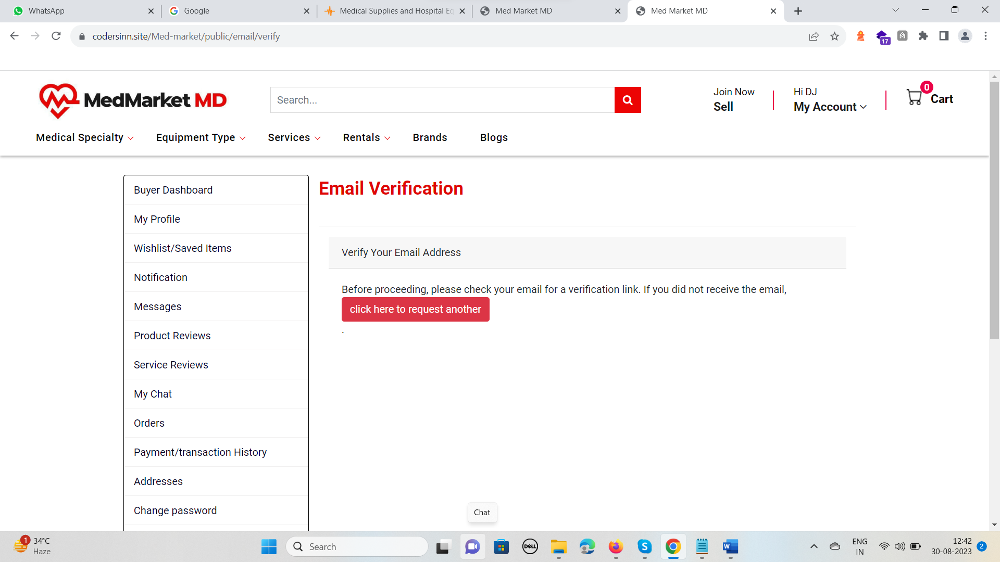 WhatsApp
Google
Medical Supplies and Hospital Eq
Med Market MD
Med Market MD
codersinn.site/Med-market/public/email/verify
17
MedMarket MD
Search...
Join Now
Sell
Hi DJ
My Account
0
Cart
Medical Specialty
Equipment Type
Services
Rentals
Brands
Blogs
Buyer Dashboard
My Profile
Wishlist/Saved Items
Notification
Messages
Product Reviews
Service Reviews
My Chat
Orders
Payment/transaction History
Addresses
Change password
Email Verification
Verify Your Email Address
Before proceeding, please check your email for a verification link. If you did not receive the email,
click here to request another
.
Chat
1
34°C
Haze
Search
DELL
S
W
ENG
IN
12:42
30-08-2023
2